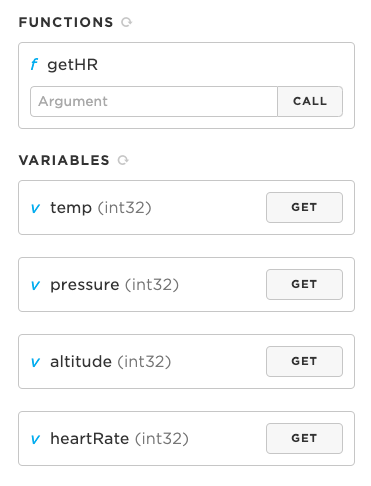 FUNCTIONS
f getHR
Argument CALL
VARIABLES
v temp (int32) GET
v pressure (int32) GET
v altitude (int32) GET
v heartRate (int32) GET